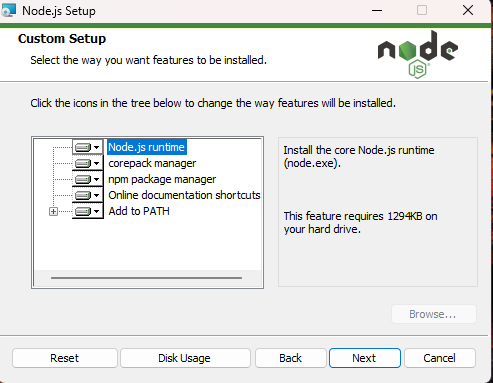 Node.js Setup
Custom Setup
Select the way you want features to be installed.
node
JS
Click the icons in the tree below to change the way features will be installed.
Node.js runtime
corepack manager
npm package manager
Online documentation shortcuts
Add to PATH
Install the core Node.js runtime
(node.exe).
This feature requires 1294KB on
your hard drive.
Browse...
Reset
Disk Usage
Back
Next
Cancel